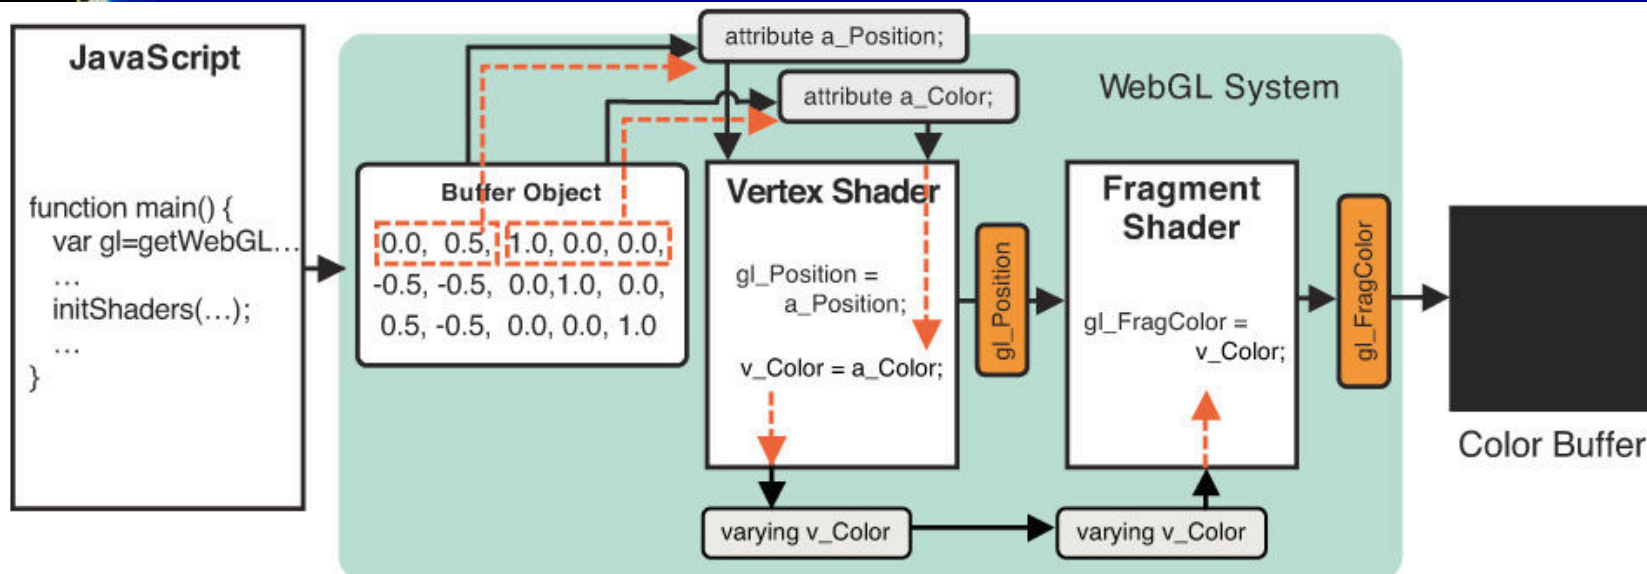 JavaScript
function main() {
var gl=getWebGL…
…
initShaders(…);
…
}
WebGL System
attribute a_Position;
attribute a_Color;
Buffer Object
0.0, 0.5, 1.0, 0.0, 0.0,
-0.5, -0.5, 0.0,1.0, 0.0,
0.5, -0.5, 0.0, 0.0, 1.0
Vertex Shader
gl_Position =
a_Position;
v_Color = a_Color;
gl_Position
Fragment
Shader
gl_FragColor =
v_Color;
gl_FragColor
Color Buffer
varying v_Color
varying v_Color